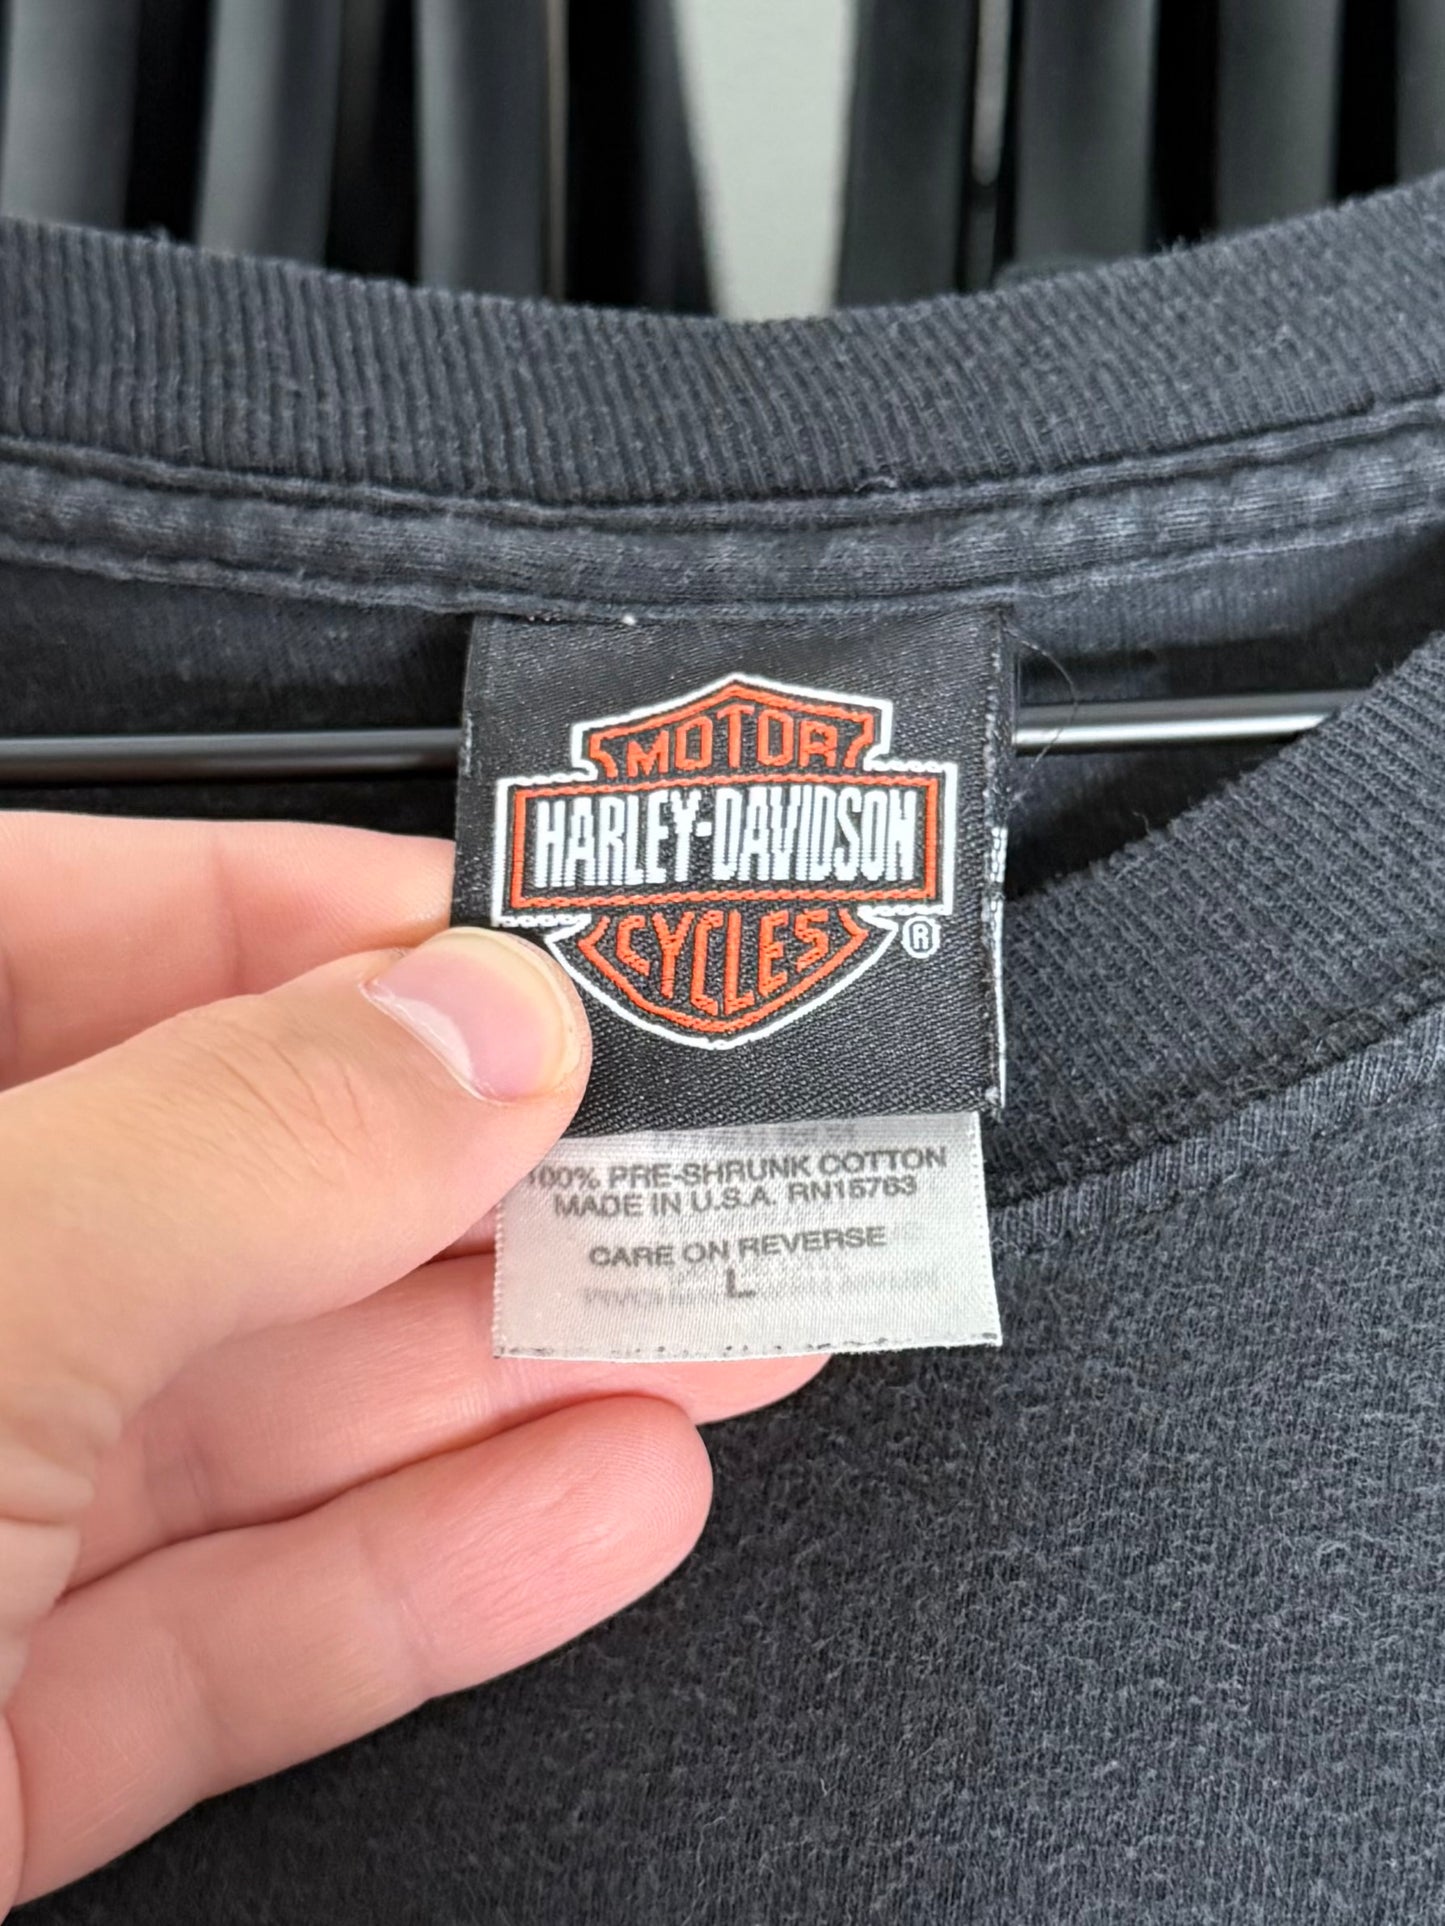 MOTOR
HARLEY-DAVIDSON
CYCLES ®
100% PRE-SHRUNK COTTON
MADE IN U.S.A. RN15763
CARE ON REVERSE
L